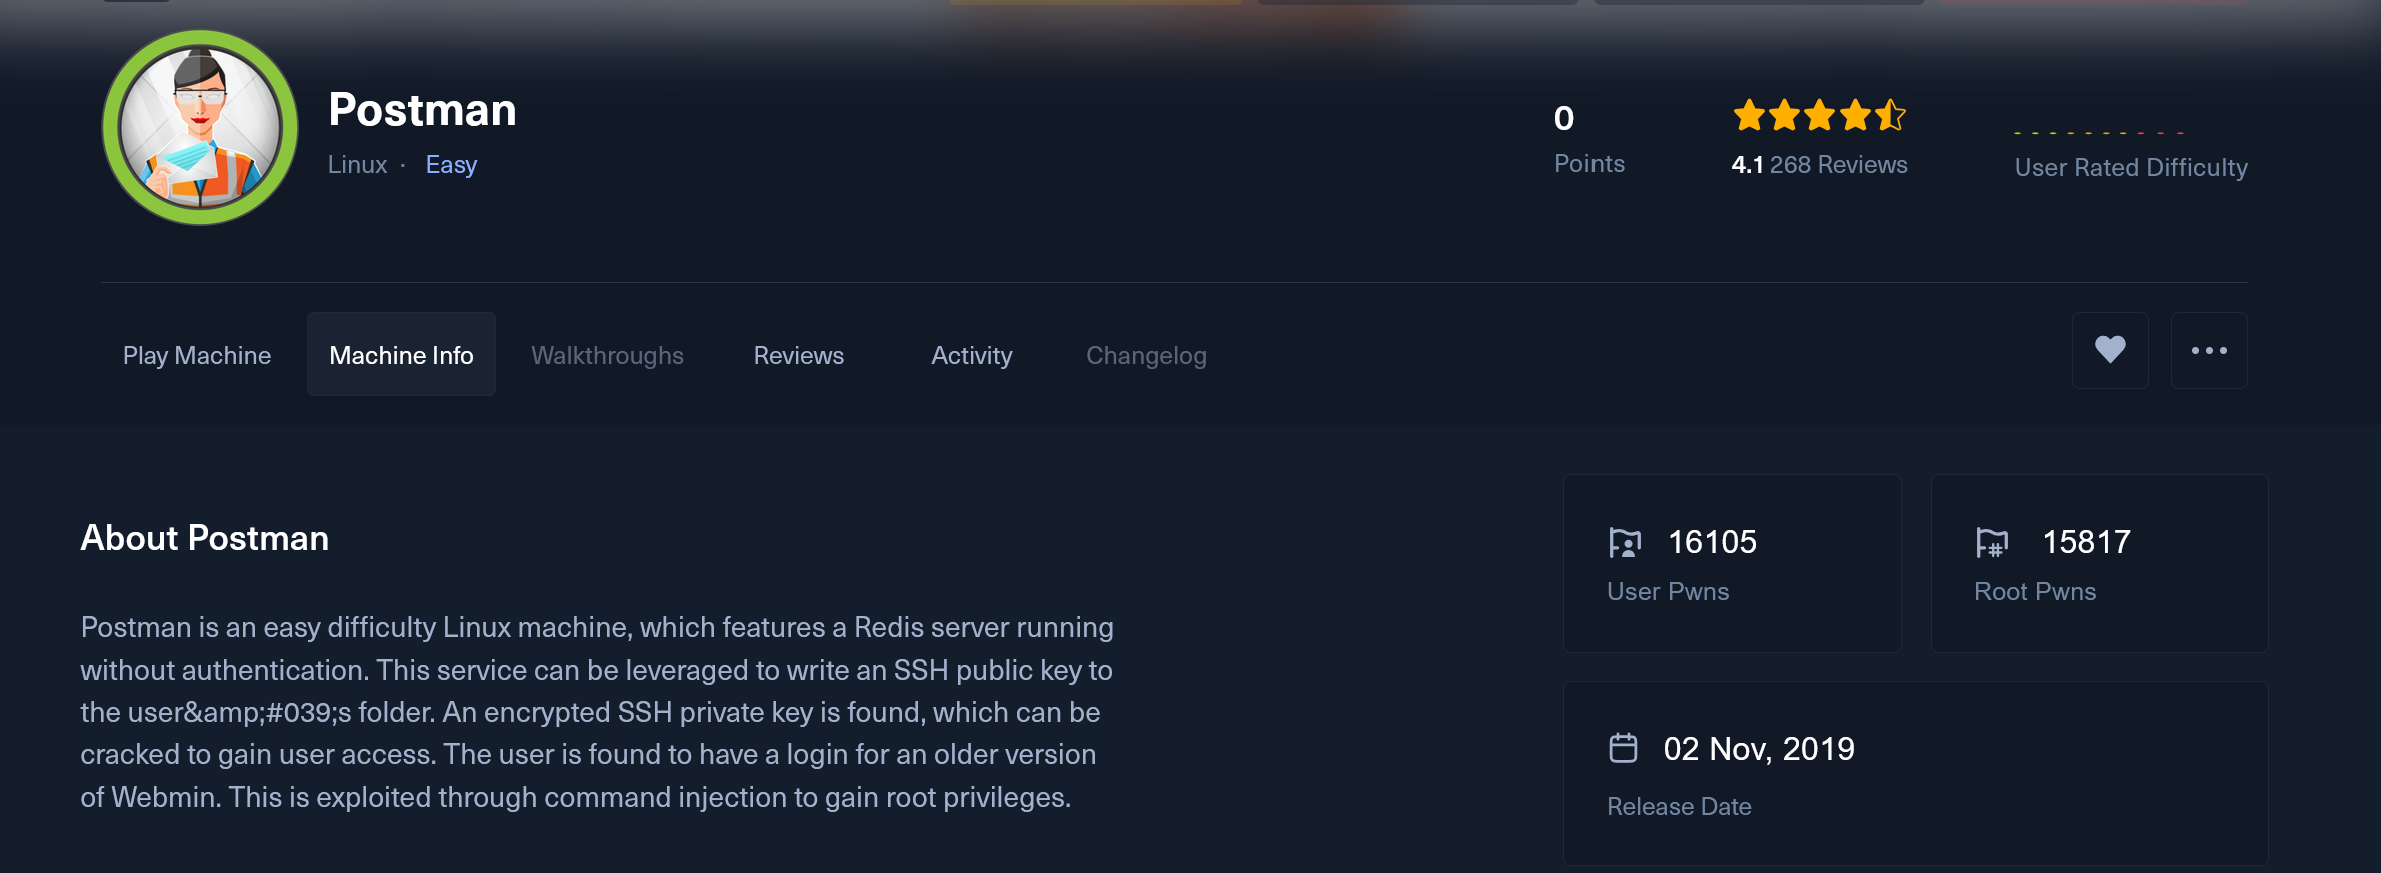 Postman
Linux · Easy
0
Points
4.1 268 Reviews
User Rated Difficulty
Play Machine
Machine Info
Walkthroughs
Reviews
Activity
Changelog
About Postman
Postman is an easy difficulty Linux machine, which features a Redis server running
without authentication. This service can be leveraged to write an SSH public key to
the user&amp;#039;s folder. An encrypted SSH private key is found, which can be
cracked to gain user access. The user is found to have a login for an older version
of Webmin. This is exploited through command injection to gain root privileges.
16105
User Pwns
15817
Root Pwns
02 Nov, 2019
Release Date